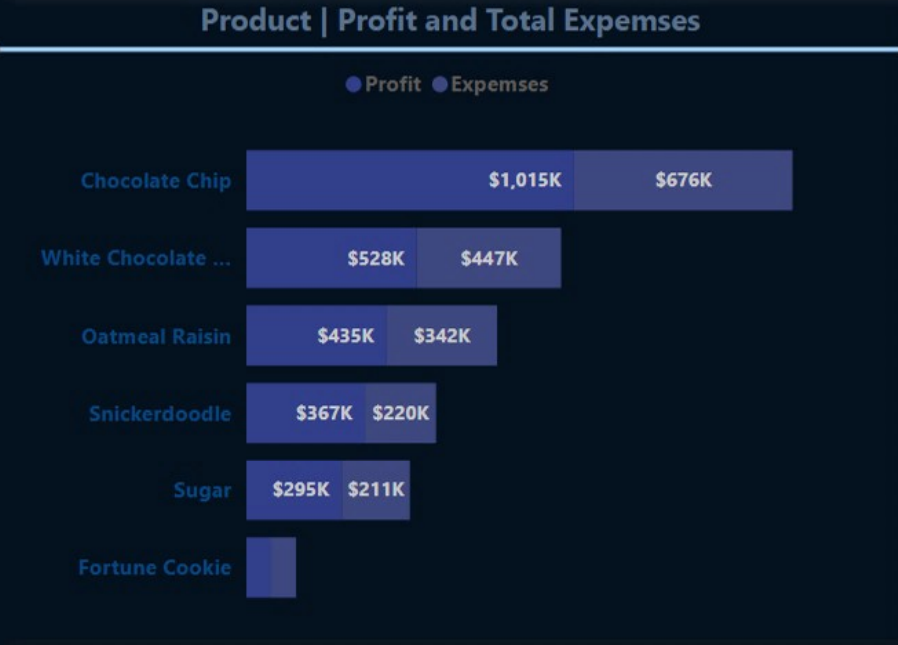 Product | Profit and Total Expemses
Profit Expemses
Chocolate Chip $1,015K $676K
White Chocolate ... $528K $447K
Oatmeal Raisin $435K $342K
Snickerdoodle $367K $220K
Sugar $295K $211K
Fortune Cookie